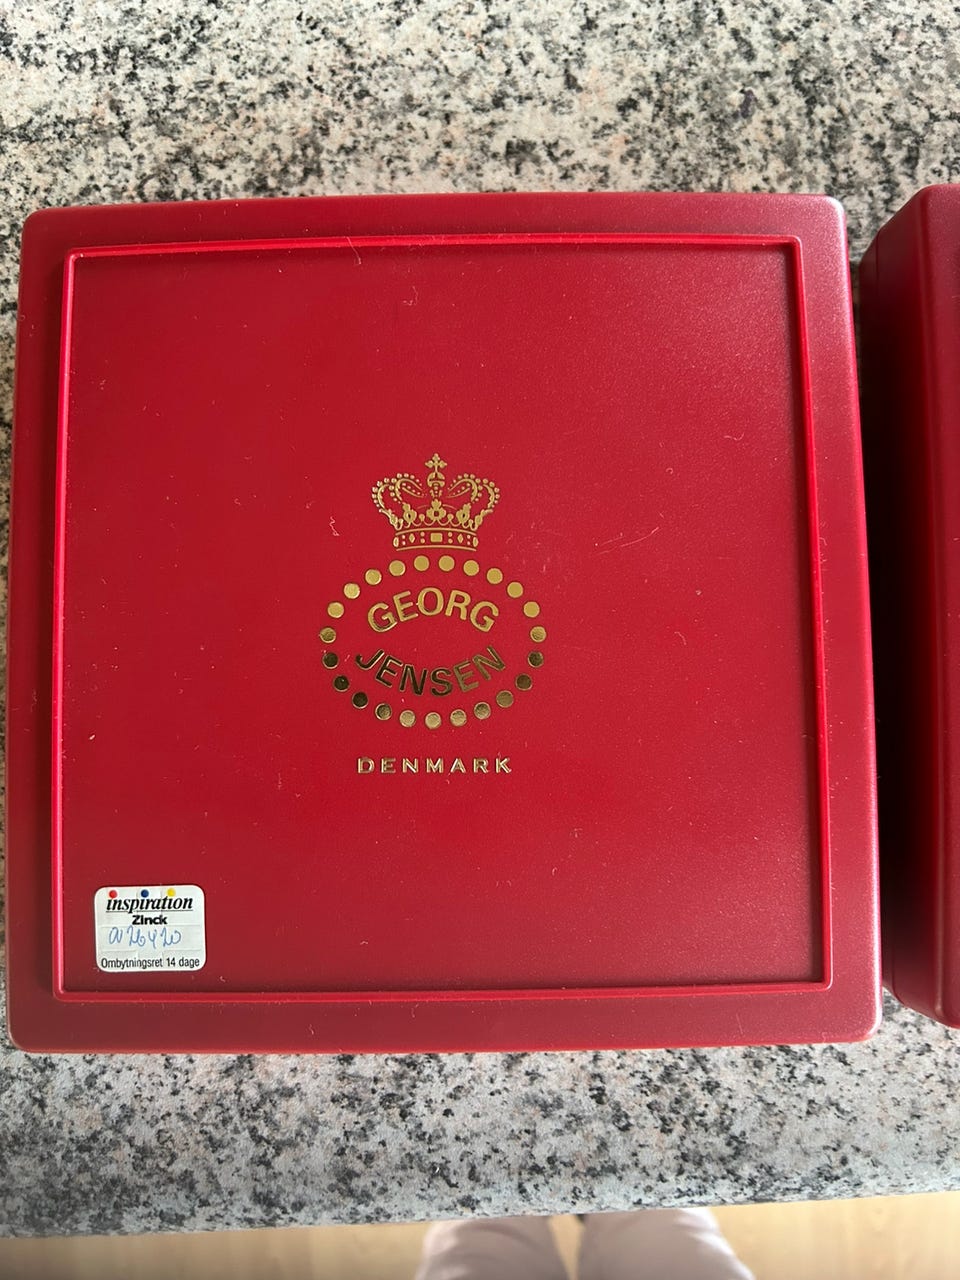 GEORG
JENSEN
DENMARK
inspiration
Zinck
Ombytningsret 14 dage